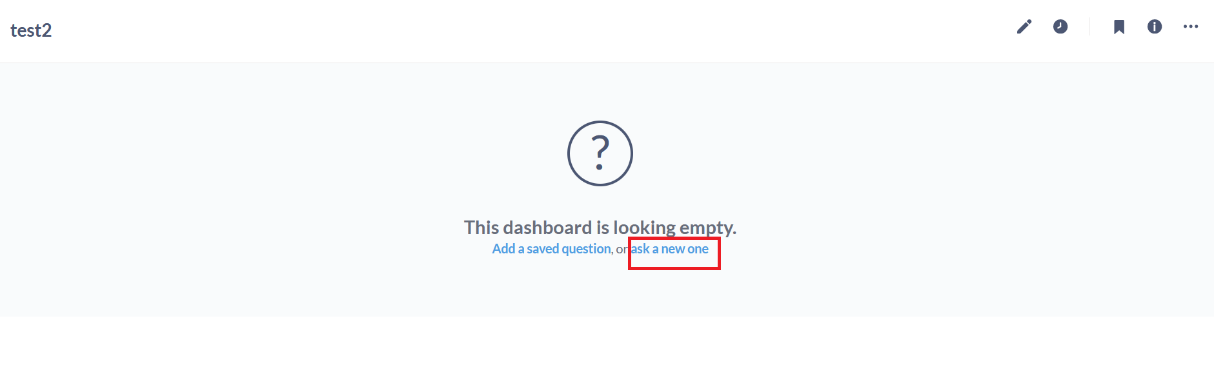 test2
?
This dashboard is looking empty.
Add a saved question, or ask a new one